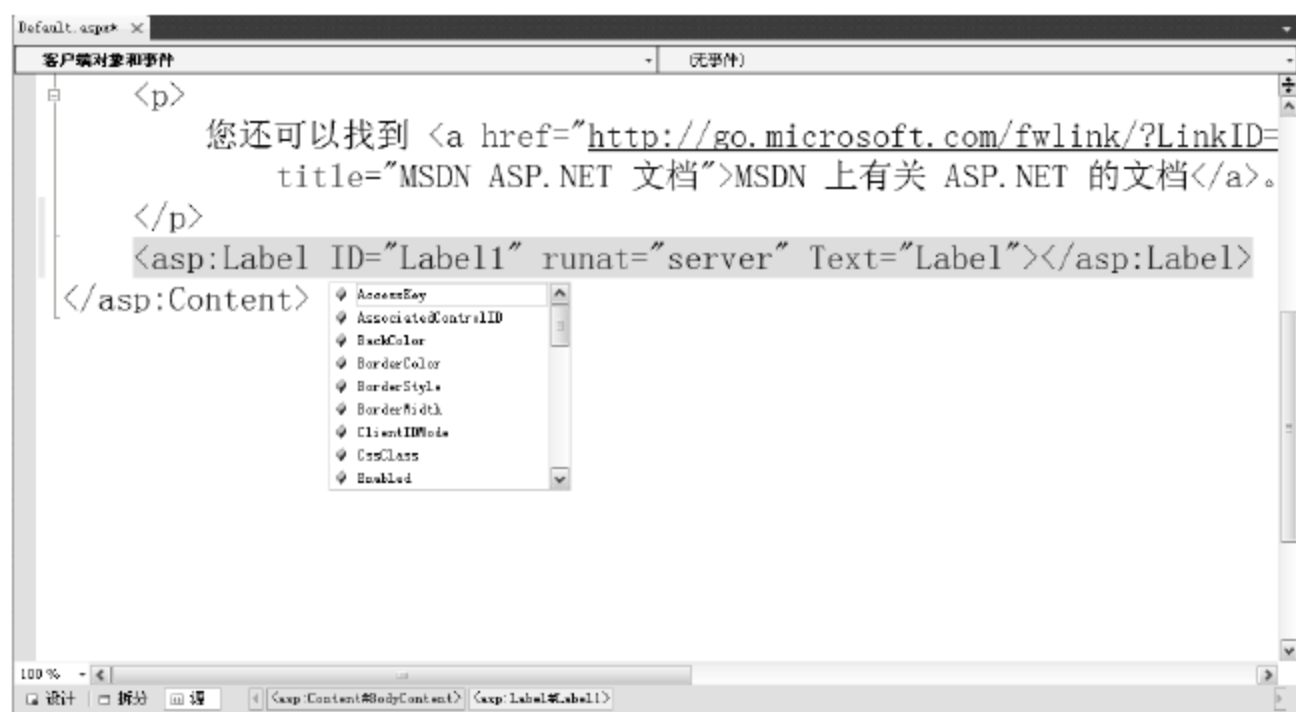 Default.aspx* ×
客户端对象和事件
(无事件)
<p>
您还可以找到 <a href="http://go.microsoft.com/fwlink/?LinkID=
title="MSDN ASP.NET 文档">MSDN 上有关 ASP.NET 的文档</a>。
</p>
<asp:Label ID="Label1" runat="server" Text="Label"></asp:Label>
</asp:Content>
AccessKey
AssociatedControlID
BackColor
BorderColor
BorderStyle
BorderWidth
ClientIDMode
CssClass
Enabled
100 %
设计 拆分 源 <asp:Content#BodyContent> <asp:Label#Label1>